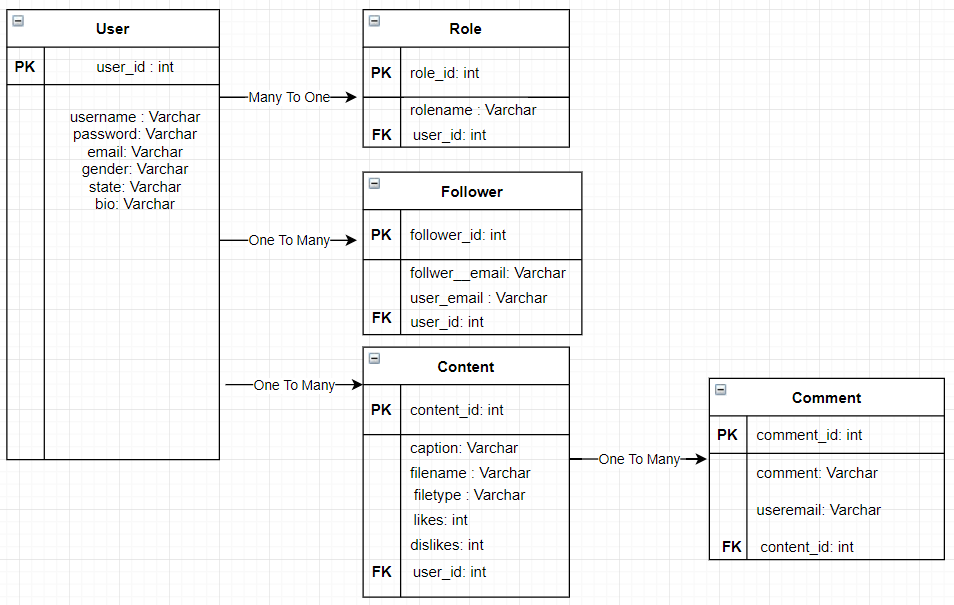 User
PK user_id : int
username : Varchar
password: Varchar
email: Varchar
gender: Varchar
state: Varchar
bio: Varchar
Many To One
Role
PK role_id: int
rolename : Varchar
FK user_id: int
One To Many
Follower
PK follower_id: int
follwer__email: Varchar
user_email : Varchar
FK user_id: int
One To Many
Content
PK content_id: int
caption: Varchar
filename : Varchar
filetype : Varchar
likes: int
dislikes: int
FK user_id: int
One To Many
Comment
PK comment_id: int
comment: Varchar
useremail: Varchar
FK content_id: int